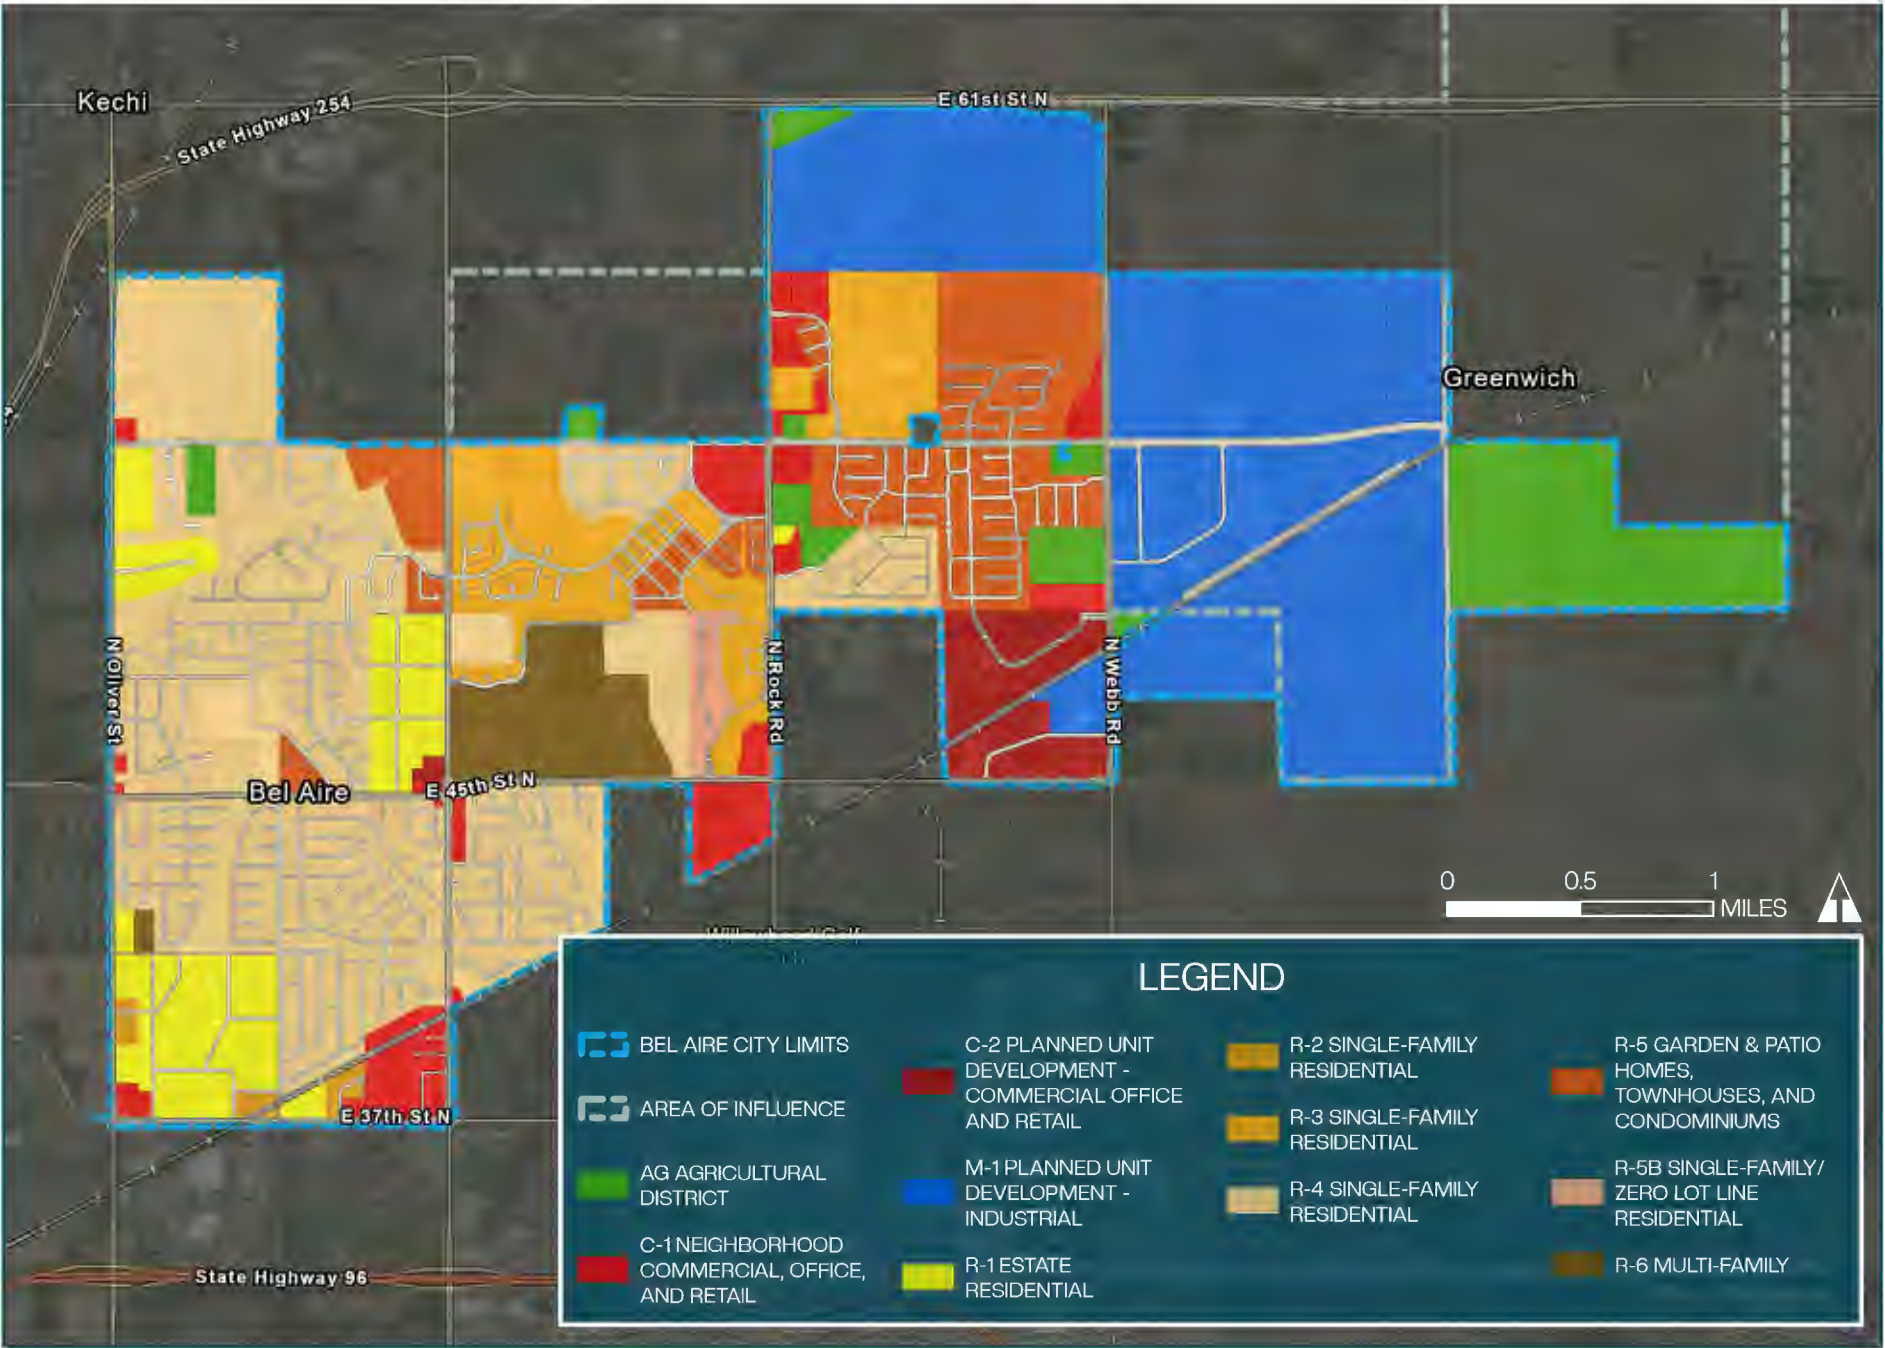 Kechi
State Highway 254
E 61st St N
Greenwich
N Oliver St
N Rock Rd
N Webb Rd
Bel Aire
E 45th St N
E 37th St N
State Highway 96
0 0.5 1
MILES
LEGEND
BEL AIRE CITY LIMITS
AREA OF INFLUENCE
AG AGRICULTURAL
DISTRICT
C-1 NEIGHBORHOOD
COMMERCIAL, OFFICE,
AND RETAIL
C-2 PLANNED UNIT
DEVELOPMENT -
COMMERCIAL OFFICE
AND RETAIL
M-1 PLANNED UNIT
DEVELOPMENT -
INDUSTRIAL
R-1 ESTATE
RESIDENTIAL
R-2 SINGLE-FAMILY
RESIDENTIAL
R-3 SINGLE-FAMILY
RESIDENTIAL
R-4 SINGLE-FAMILY
RESIDENTIAL
R-5 GARDEN & PATIO
HOMES,
TOWNHOUSES, AND
CONDOMINIUMS
R-5B SINGLE-FAMILY/
ZERO LOT LINE
RESIDENTIAL
R-6 MULTI-FAMILY